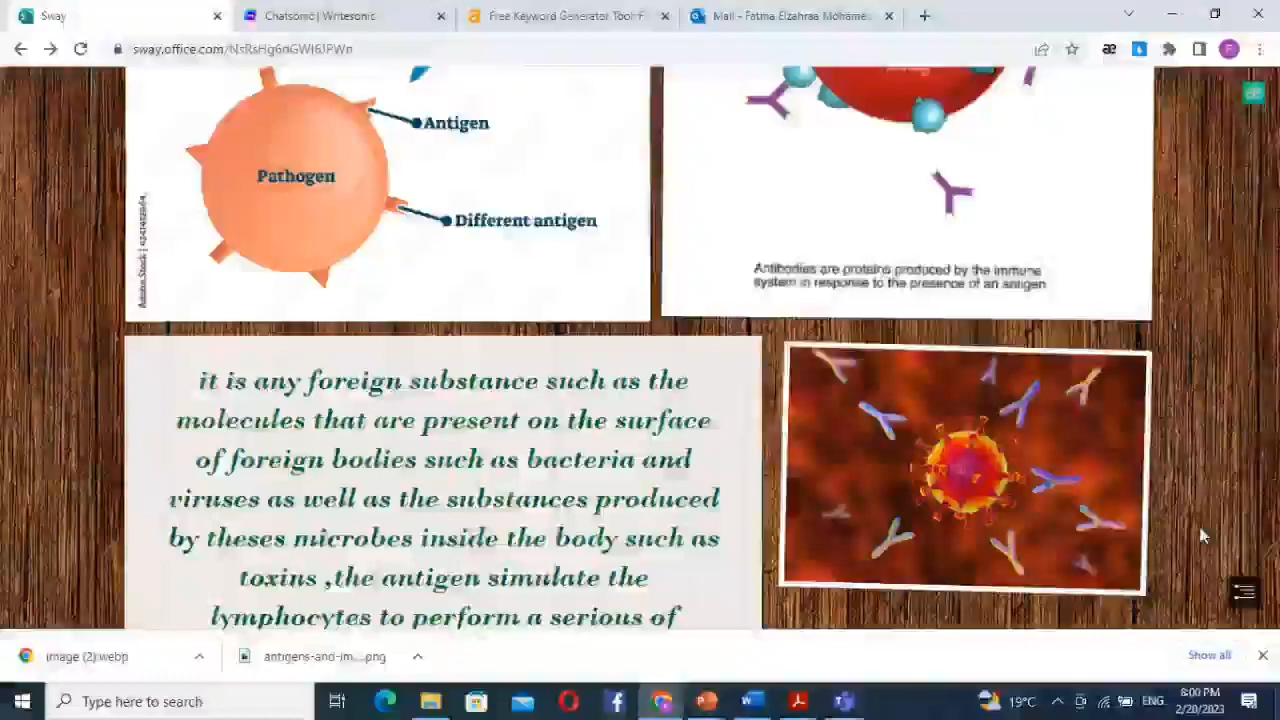 Sway
Chatsonic | Writesonic
Free Keyword Generator Tool: F
Mail - Fatma Elzahraa Mohame
sway.office.com/
Antigen
Pathogen
Different antigen
Adobe Stock |
Antibodies are proteins produced by the immune
system in response to the presence of an antigen
it is any foreign substance such as the
molecules that are present on the surface
of foreign bodies such as bacteria and
viruses as well as the substances produced
by theses microbes inside the body such as
toxins ,the antigen simulate the
lymphocytes to perform a serious of
image (2).webp
antigens-and-im....png
Show all
Type here to search
19°C
ENG
8:00 PM
2/20/2023